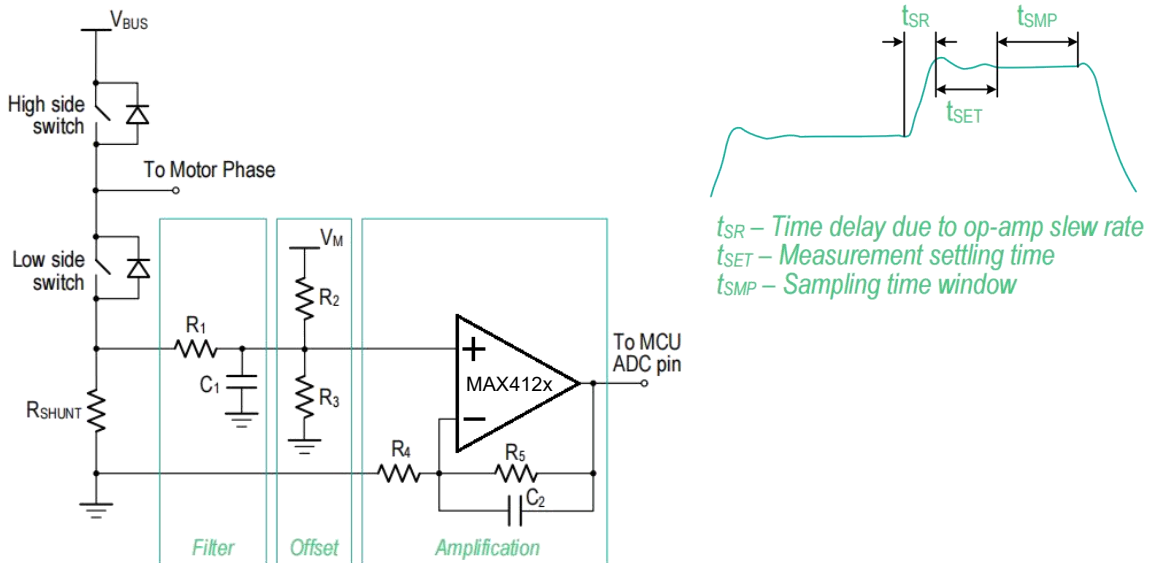 VBUS
High side
switch
To Motor Phase
Low side
switch
VM
R2
R1
C1
R3
RSHUNT
+
MAX412x
−
To MCU
ADC pin
R4
R5
C2
Filter
Offset
Amplification
tSR
tSMP
tSET
tSR – Time delay due to op-amp slew rate
tSET – Measurement settling time
tSMP – Sampling time window